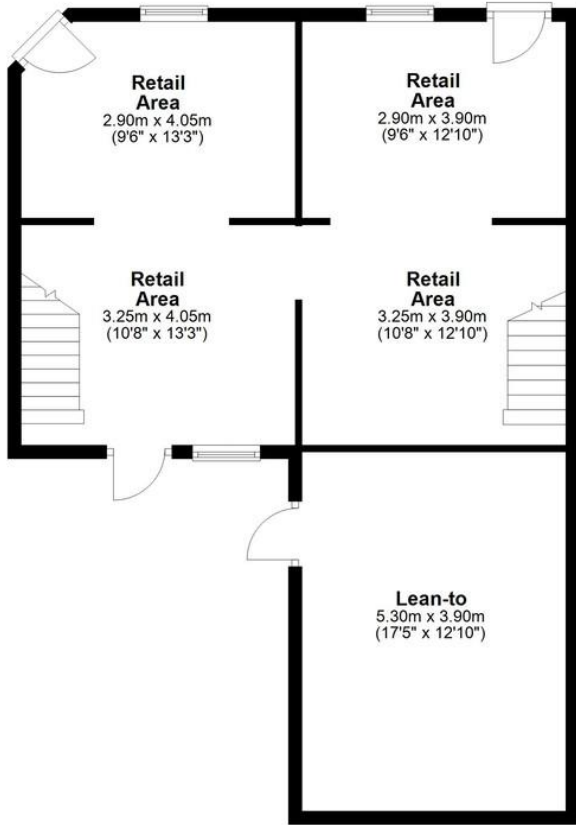 Retail
Area
2.90m x 4.05m
(9'6" x 13'3")
Retail
Area
2.90m x 3.90m
(9'6" x 12'10")
Retail
Area
3.25m x 4.05m
(10'8" x 13'3")
Retail
Area
3.25m x 3.90m
(10'8" x 12'10")
Lean-to
5.30m x 3.90m
(17'5" x 12'10")